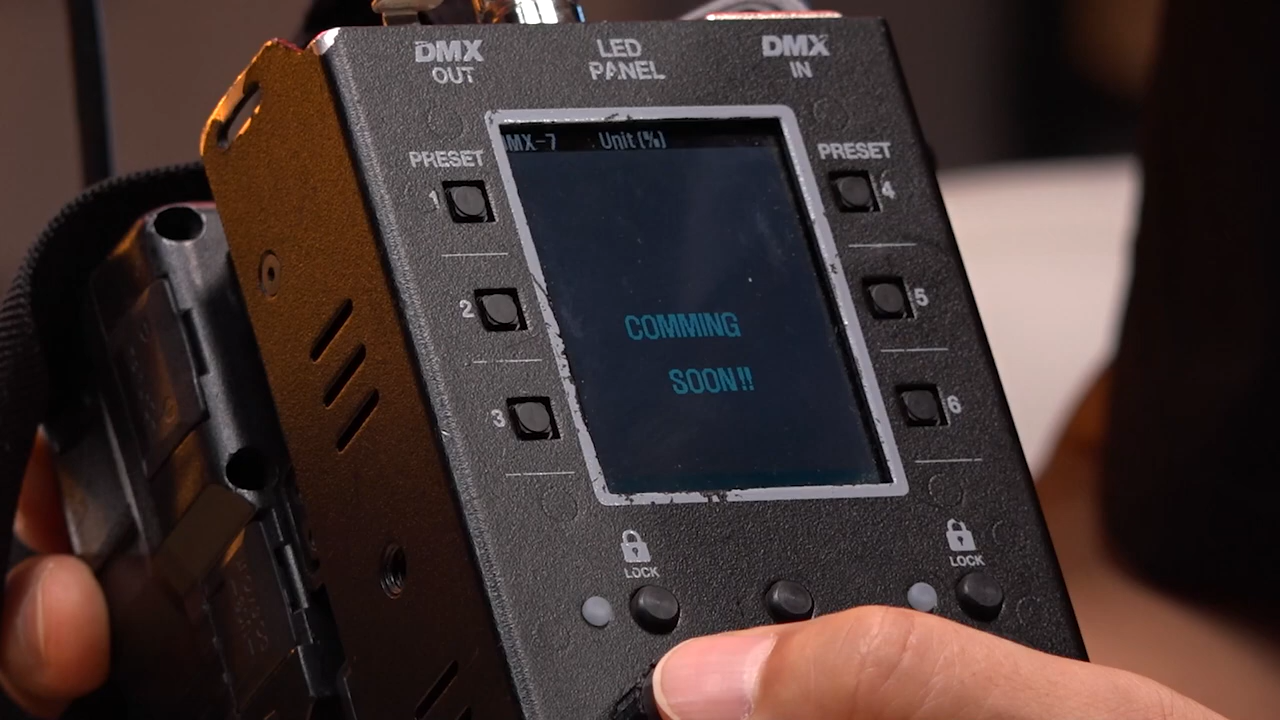 DMX
OUT
LED
PANEL
DMX
IN
MX-7 Unit(%)
PRESET
1
2
3
PRESET
4
5
6
COMMING
SOON!!
LOCK
LOCK